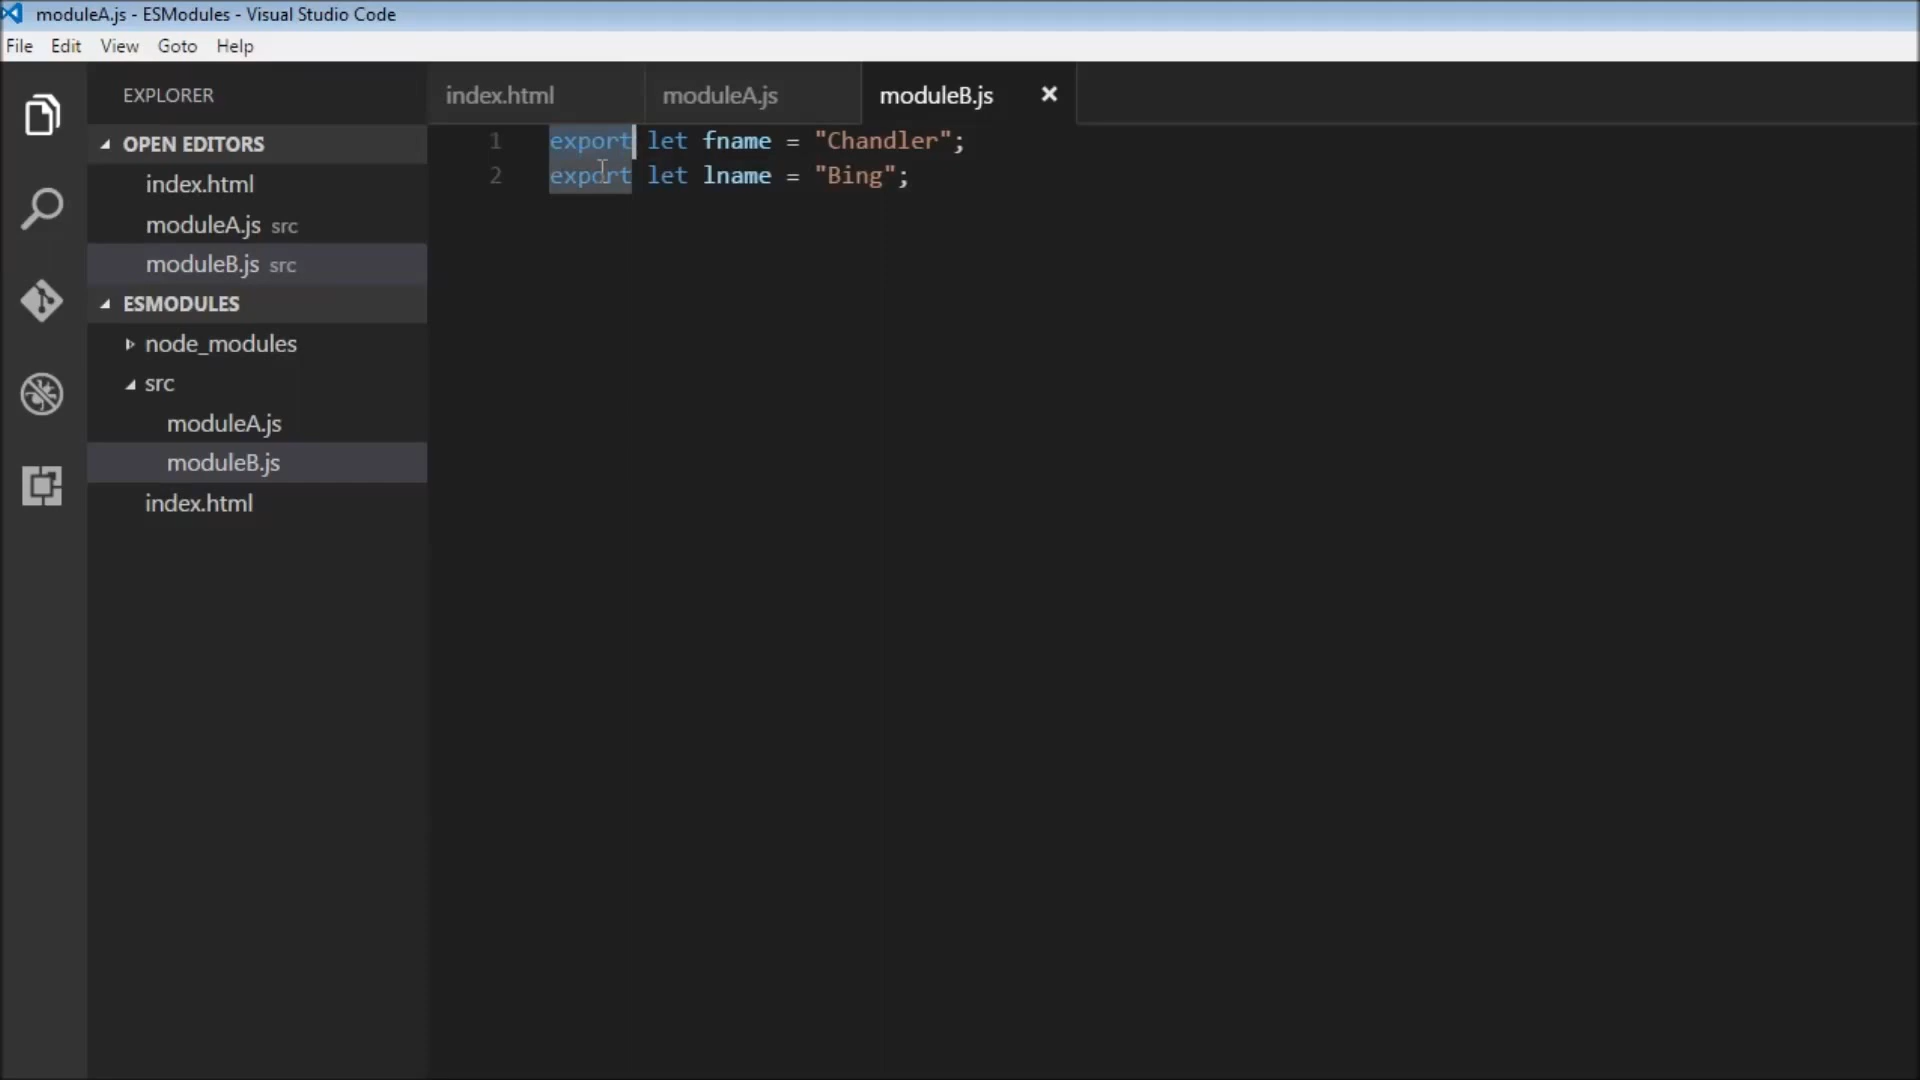 moduleA.js - ESModules - Visual Studio Code
File Edit View Goto Help
EXPLORER
OPEN EDITORS
index.html
moduleA.js src
moduleB.js src
ESMODULES
node_modules
src
moduleA.js
moduleB.js
index.html
index.html moduleA.js moduleB.js
1 export let fname = "Chandler";
2 export let lname = "Bing";